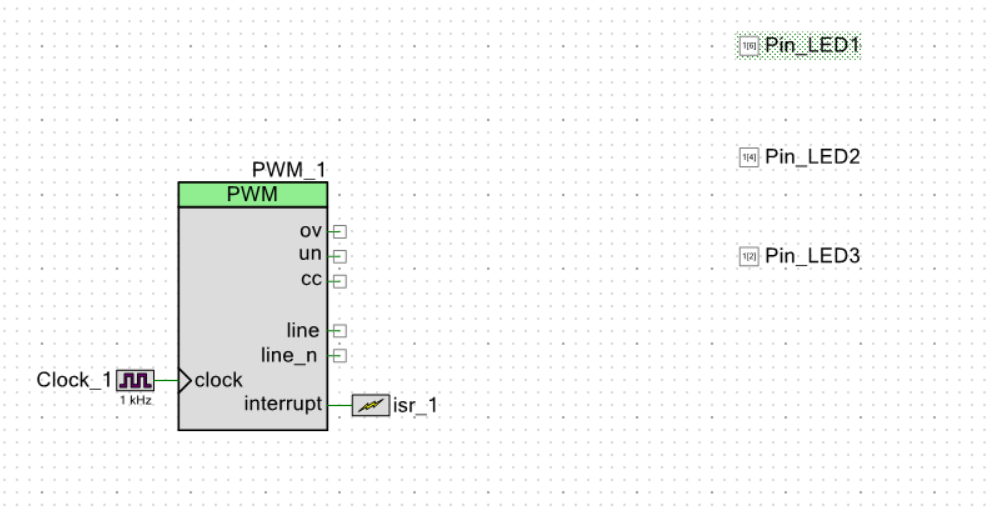 1[6] Pin_LED1
1[4] Pin_LED2
PWM_1
PWM
ov
un
1[2] Pin_LED3
cc
line
line_n
Clock_1
clock
1 kHz
interrupt
isr_1